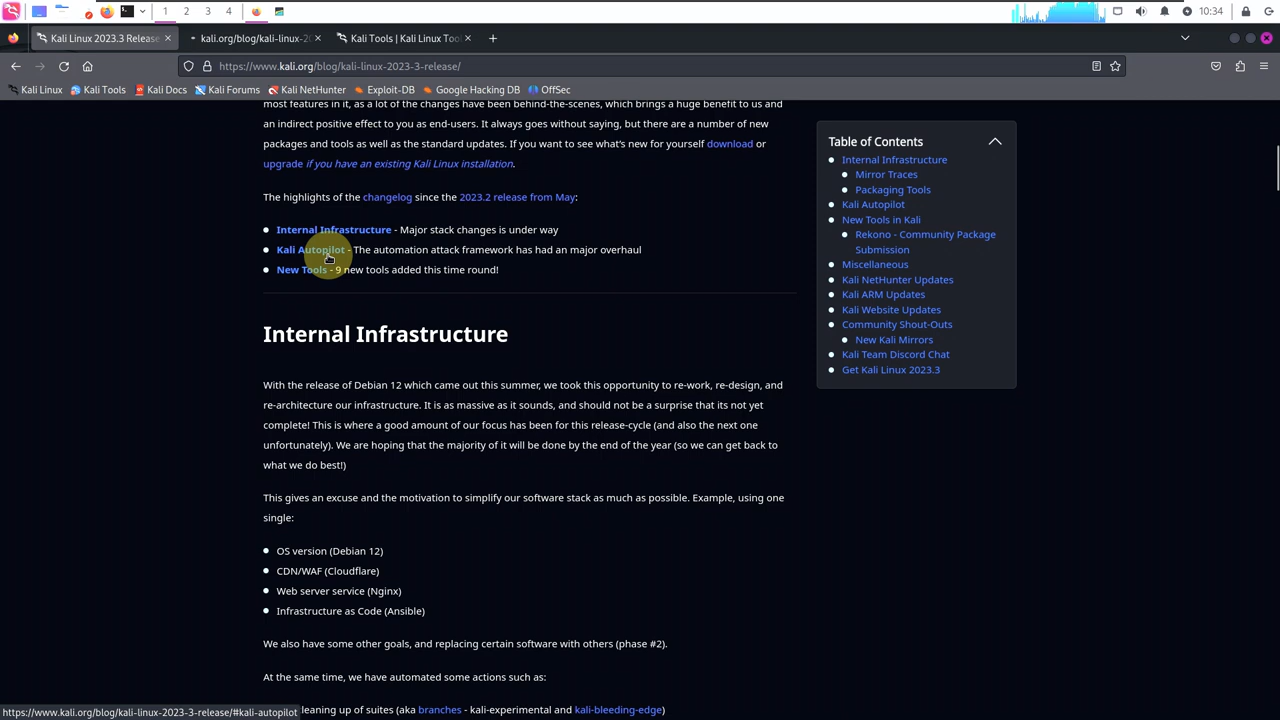 1 2 3 4 10:34
Kali Linux 2023.3 Release kali.org/blog/kali-linux-2 Kali Tools | Kali Linux Too
https://www.kali.org/blog/kali-linux-2023-3-release/
Kali Linux Kali Tools Kali Docs Kali Forums Kali NetHunter Exploit-DB Google Hacking DB OffSec
most features in it, as a lot of the changes have been behind-the-scenes, which brings a huge benefit to us and
an indirect positive effect to you as end-users. It always goes without saying, but there are a number of new
packages and tools as well as the standard updates. If you want to see what's new for yourself download or
upgrade if you have an existing Kali Linux installation.
The highlights of the changelog since the 2023.2 release from May:
Internal Infrastructure - Major stack changes is under way
Kali Autopilot - The automation attack framework has had an major overhaul
New Tools - 9 new tools added this time round!
Internal Infrastructure
With the release of Debian 12 which came out this summer, we took this opportunity to re-work, re-design, and
re-architecture our infrastructure. It is as massive as it sounds, and should not be a surprise that its not yet
complete! This is where a good amount of our focus has been for this release-cycle (and also the next one
unfortunately). We are hoping that the majority of it will be done by the end of the year (so we can get back to
what we do best!)
This gives an excuse and the motivation to simplify our software stack as much as possible. Example, using one
single:
OS version (Debian 12)
CDN/WAF (Cloudflare)
Web server service (Nginx)
Infrastructure as Code (Ansible)
We also have some other goals, and replacing certain software with others (phase #2).
At the same time, we have automated some actions such as:
leaning up of suites (aka branches - kali-experimental and kali-bleeding-edge)
Table of Contents
Internal Infrastructure
Mirror Traces
Packaging Tools
Kali Autopilot
New Tools in Kali
Rekono - Community Package
Submission
Miscellaneous
Kali NetHunter Updates
Kali ARM Updates
Kali Website Updates
Community Shout-Outs
New Kali Mirrors
Kali Team Discord Chat
Get Kali Linux 2023.3
https://www.kali.org/blog/kali-linux-2023-3-release/#kali-autopilot